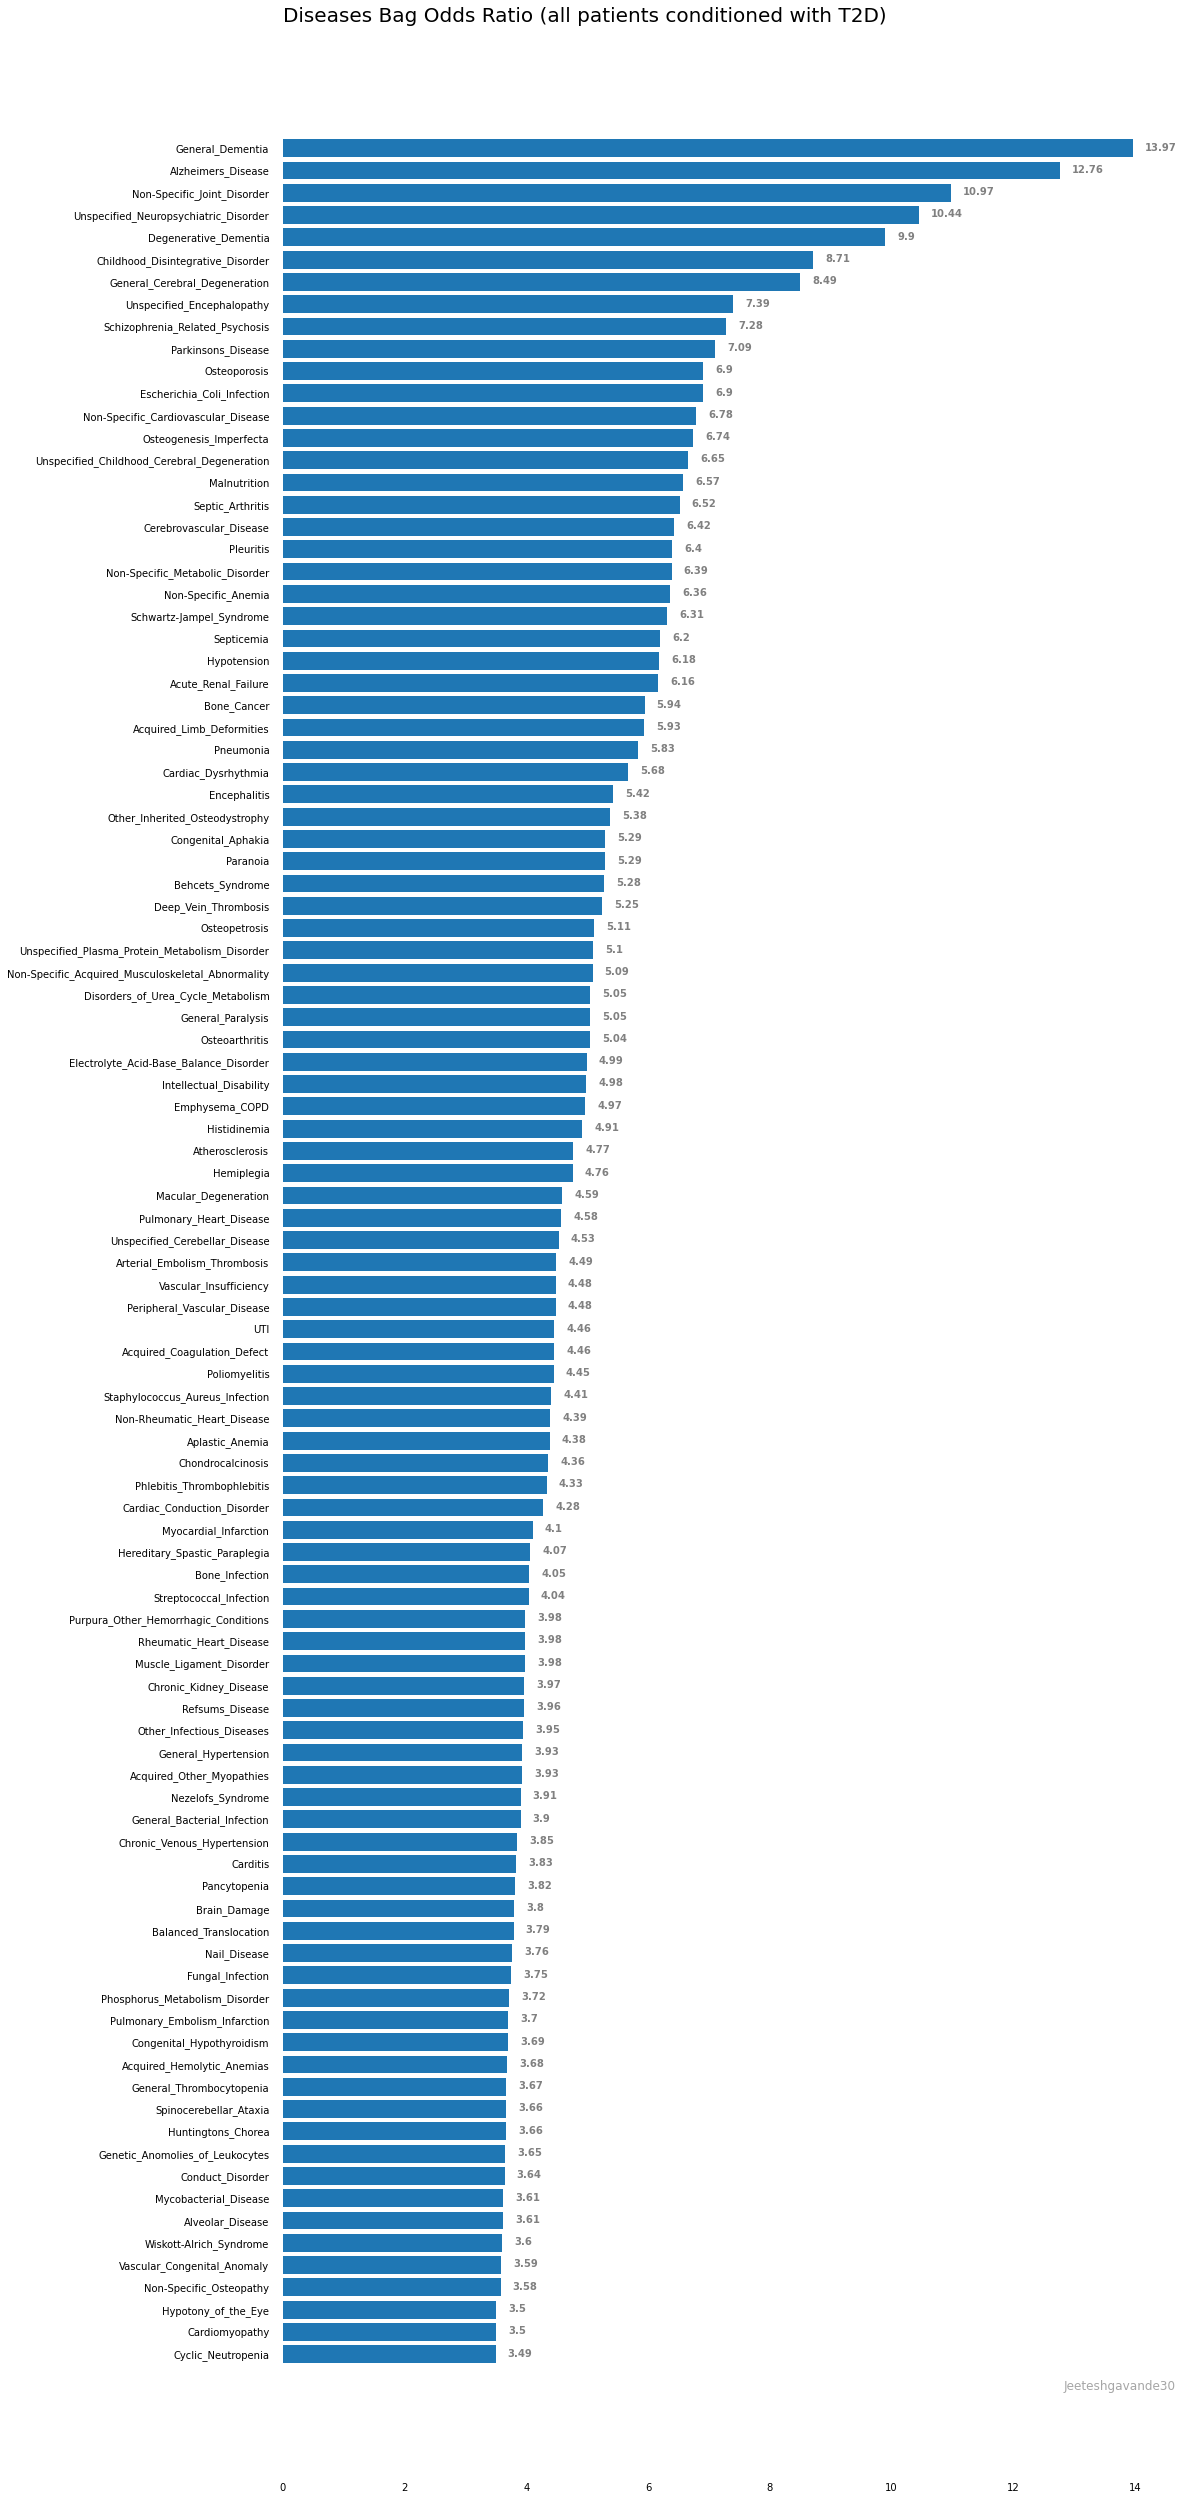 Diseases Bag Odds Ratio (all patients conditioned with T2D)
General_Dementia 13.97
Alzheimers_Disease 12.76
Non-Specific_Joint_Disorder 10.97
Unspecified_Neuropsychiatric_Disorder 10.44
Degenerative_Dementia 9.9
Childhood_Disintegrative_Disorder 8.71
General_Cerebral_Degeneration 8.49
Unspecified_Encephalopathy 7.39
Schizophrenia_Related_Psychosis 7.28
Parkinsons_Disease 7.09
Osteoporosis 6.9
Escherichia_Coli_Infection 6.9
Non-Specific_Cardiovascular_Disease 6.78
Osteogenesis_Imperfecta 6.74
Unspecified_Childhood_Cerebral_Degeneration 6.65
Malnutrition 6.57
Septic_Arthritis 6.52
Cerebrovascular_Disease 6.42
Pleuritis 6.4
Non-Specific_Metabolic_Disorder 6.39
Non-Specific_Anemia 6.36
Schwartz-Jampel_Syndrome 6.31
Septicemia 6.2
Hypotension 6.18
Acute_Renal_Failure 6.16
Bone_Cancer 5.94
Acquired_Limb_Deformities 5.93
Pneumonia 5.83
Cardiac_Dysrhythmia 5.68
Encephalitis 5.42
Other_Inherited_Osteodystrophy 5.38
Congenital_Aphakia 5.29
Paranoia 5.29
Behcets_Syndrome 5.28
Deep_Vein_Thrombosis 5.25
Osteopetrosis 5.11
Unspecified_Plasma_Protein_Metabolism_Disorder 5.1
Non-Specific_Acquired_Musculoskeletal_Abnormality 5.09
Disorders_of_Urea_Cycle_Metabolism 5.05
General_Paralysis 5.05
Osteoarthritis 5.04
Electrolyte_Acid-Base_Balance_Disorder 4.99
Intellectual_Disability 4.98
Emphysema_COPD 4.97
Histidinemia 4.91
Atherosclerosis 4.77
Hemiplegia 4.76
Macular_Degeneration 4.59
Pulmonary_Heart_Disease 4.58
Unspecified_Cerebellar_Disease 4.53
Arterial_Embolism_Thrombosis 4.49
Vascular_Insufficiency 4.48
Peripheral_Vascular_Disease 4.48
UTI 4.46
Acquired_Coagulation_Defect 4.46
Poliomyelitis 4.45
Staphylococcus_Aureus_Infection 4.41
Non-Rheumatic_Heart_Disease 4.39
Aplastic_Anemia 4.38
Chondrocalcinosis 4.36
Phlebitis_Thrombophlebitis 4.33
Cardiac_Conduction_Disorder 4.28
Myocardial_Infarction 4.1
Hereditary_Spastic_Paraplegia 4.07
Bone_Infection 4.05
Streptococcal_Infection 4.04
Purpura_Other_Hemorrhagic_Conditions 3.98
Rheumatic_Heart_Disease 3.98
Muscle_Ligament_Disorder 3.98
Chronic_Kidney_Disease 3.97
Refsums_Disease 3.96
Other_Infectious_Diseases 3.95
General_Hypertension 3.93
Acquired_Other_Myopathies 3.93
Nezelofs_Syndrome 3.91
General_Bacterial_Infection 3.9
Chronic_Venous_Hypertension 3.85
Carditis 3.83
Pancytopenia 3.82
Brain_Damage 3.8
Balanced_Translocation 3.79
Nail_Disease 3.76
Fungal_Infection 3.75
Phosphorus_Metabolism_Disorder 3.72
Pulmonary_Embolism_Infarction 3.7
Congenital_Hypothyroidism 3.69
Acquired_Hemolytic_Anemias 3.68
General_Thrombocytopenia 3.67
Spinocerebellar_Ataxia 3.66
Huntingtons_Chorea 3.66
Genetic_Anomolies_of_Leukocytes 3.65
Conduct_Disorder 3.64
Mycobacterial_Disease 3.61
Alveolar_Disease 3.61
Wiskott-Alrich_Syndrome 3.6
Vascular_Congenital_Anomaly 3.59
Non-Specific_Osteopathy 3.58
Hypotony_of_the_Eye 3.5
Cardiomyopathy 3.5
Cyclic_Neutropenia 3.49
Jeeteshgavande30
0 2 4 6 8 10 12 14